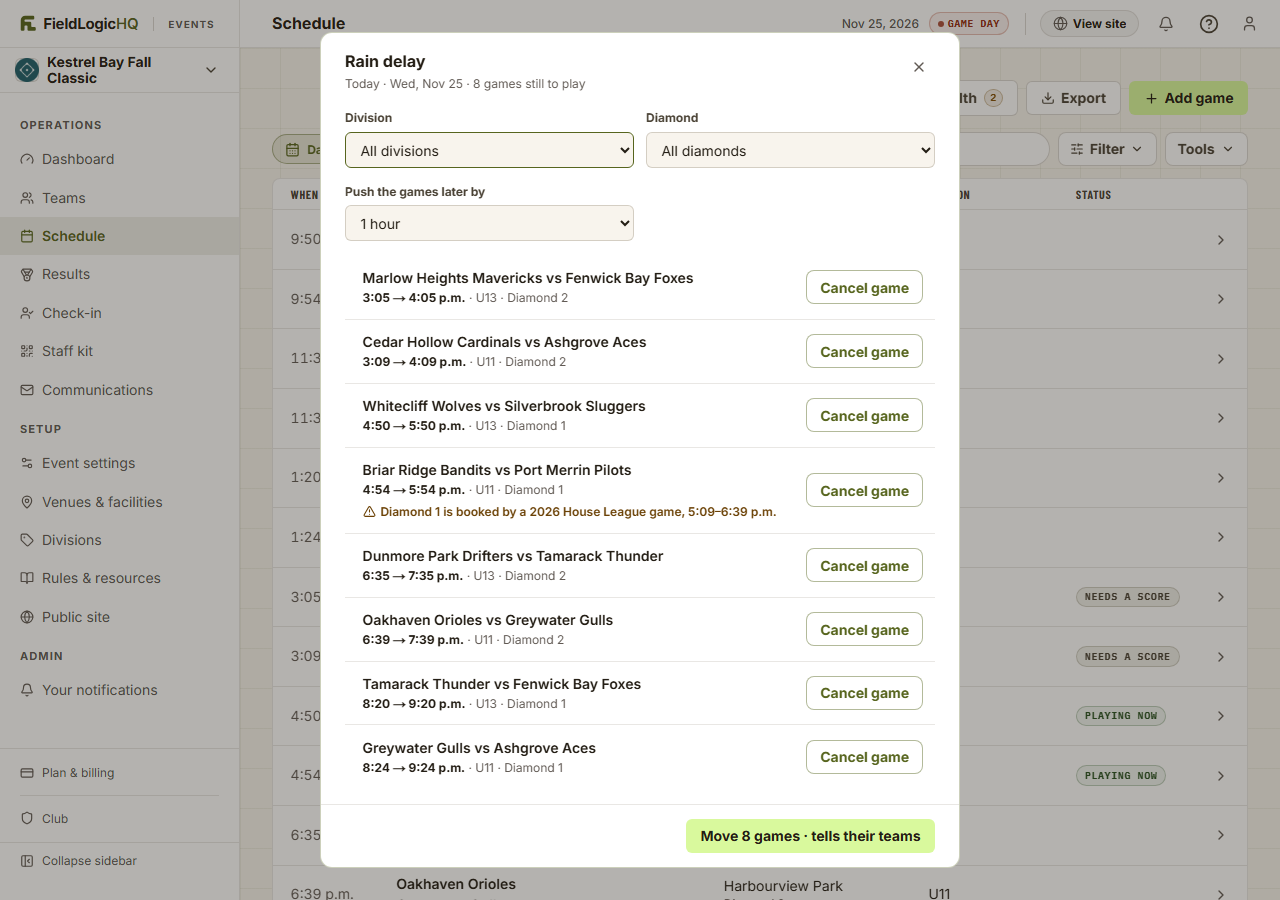 FieldLogicHQ
EVENTS
Schedule
Nov 25, 2026
GAME DAY
View site
Kestrel Bay Fall
Classic
OPERATIONS
Dashboard
Teams
Schedule
Results
Check-in
Staff kit
Communications
SETUP
Event settings
Venues & facilities
Divisions
Rules & resources
Public site
ADMIN
Your notifications
Plan & billing
Club
Collapse sidebar
2
Export
Add game
Filter
Tools
WHEN
STATUS
9:50
9:54
1:20
1:24
3:05
NEEDS A SCORE
3:09
NEEDS A SCORE
4:50
PLAYING NOW
4:54
PLAYING NOW
6:35
6:39 p.m.
Oakhaven Orioles
Harbourview Park
U11
Rain delay
Today · Wed, Nov 25 · 8 games still to play
Division
Diamond
All divisions
All diamonds
Push the games later by
1 hour
Marlow Heights Mavericks vs Fenwick Bay Foxes
3:05 → 4:05 p.m. · U13 · Diamond 2
Cancel game
Cedar Hollow Cardinals vs Ashgrove Aces
3:09 → 4:09 p.m. · U11 · Diamond 2
Cancel game
Whitecliff Wolves vs Silverbrook Sluggers
4:50 → 5:50 p.m. · U13 · Diamond 1
Cancel game
Briar Ridge Bandits vs Port Merrin Pilots
4:54 → 5:54 p.m. · U11 · Diamond 1
Diamond 1 is booked by a 2026 House League game, 5:09–6:39 p.m.
Cancel game
Dunmore Park Drifters vs Tamarack Thunder
6:35 → 7:35 p.m. · U13 · Diamond 2
Cancel game
Oakhaven Orioles vs Greywater Gulls
6:39 → 7:39 p.m. · U11 · Diamond 2
Cancel game
Tamarack Thunder vs Fenwick Bay Foxes
8:20 → 9:20 p.m. · U13 · Diamond 1
Cancel game
Greywater Gulls vs Ashgrove Aces
8:24 → 9:24 p.m. · U11 · Diamond 1
Cancel game
Move 8 games · tells their teams